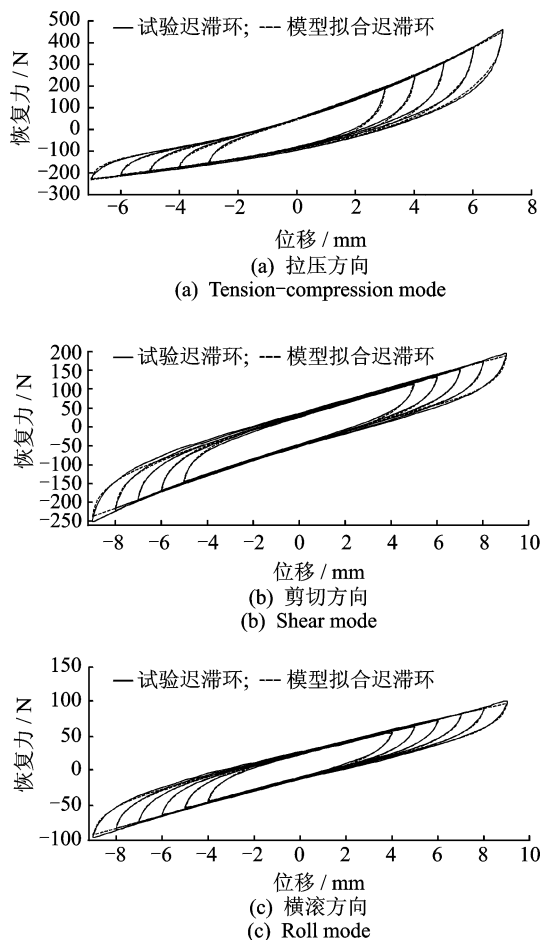 — 试验迟滞环; --- 模型拟合迟滞环
500
400
300
200
100
0
−100
−200
−300
恢复力 / N
−6 −4 −2 0 2 4 6 8
位移 / mm
(a) 拉压方向
(a) Tension−compression mode
— 试验迟滞环; --- 模型拟合迟滞环
200
150
100
50
0
−50
−100
−150
−200
−250
恢复力 / N
−8 −6 −4 −2 0 2 4 6 8 10
位移 / mm
(b) 剪切方向
(b) Shear mode
— 试验迟滞环; --- 模型拟合迟滞环
150
100
50
0
−50
−100
恢复力 / N
−8 −6 −4 −2 0 2 4 6 8 10
位移 / mm
(c) 横滚方向
(c) Roll mode